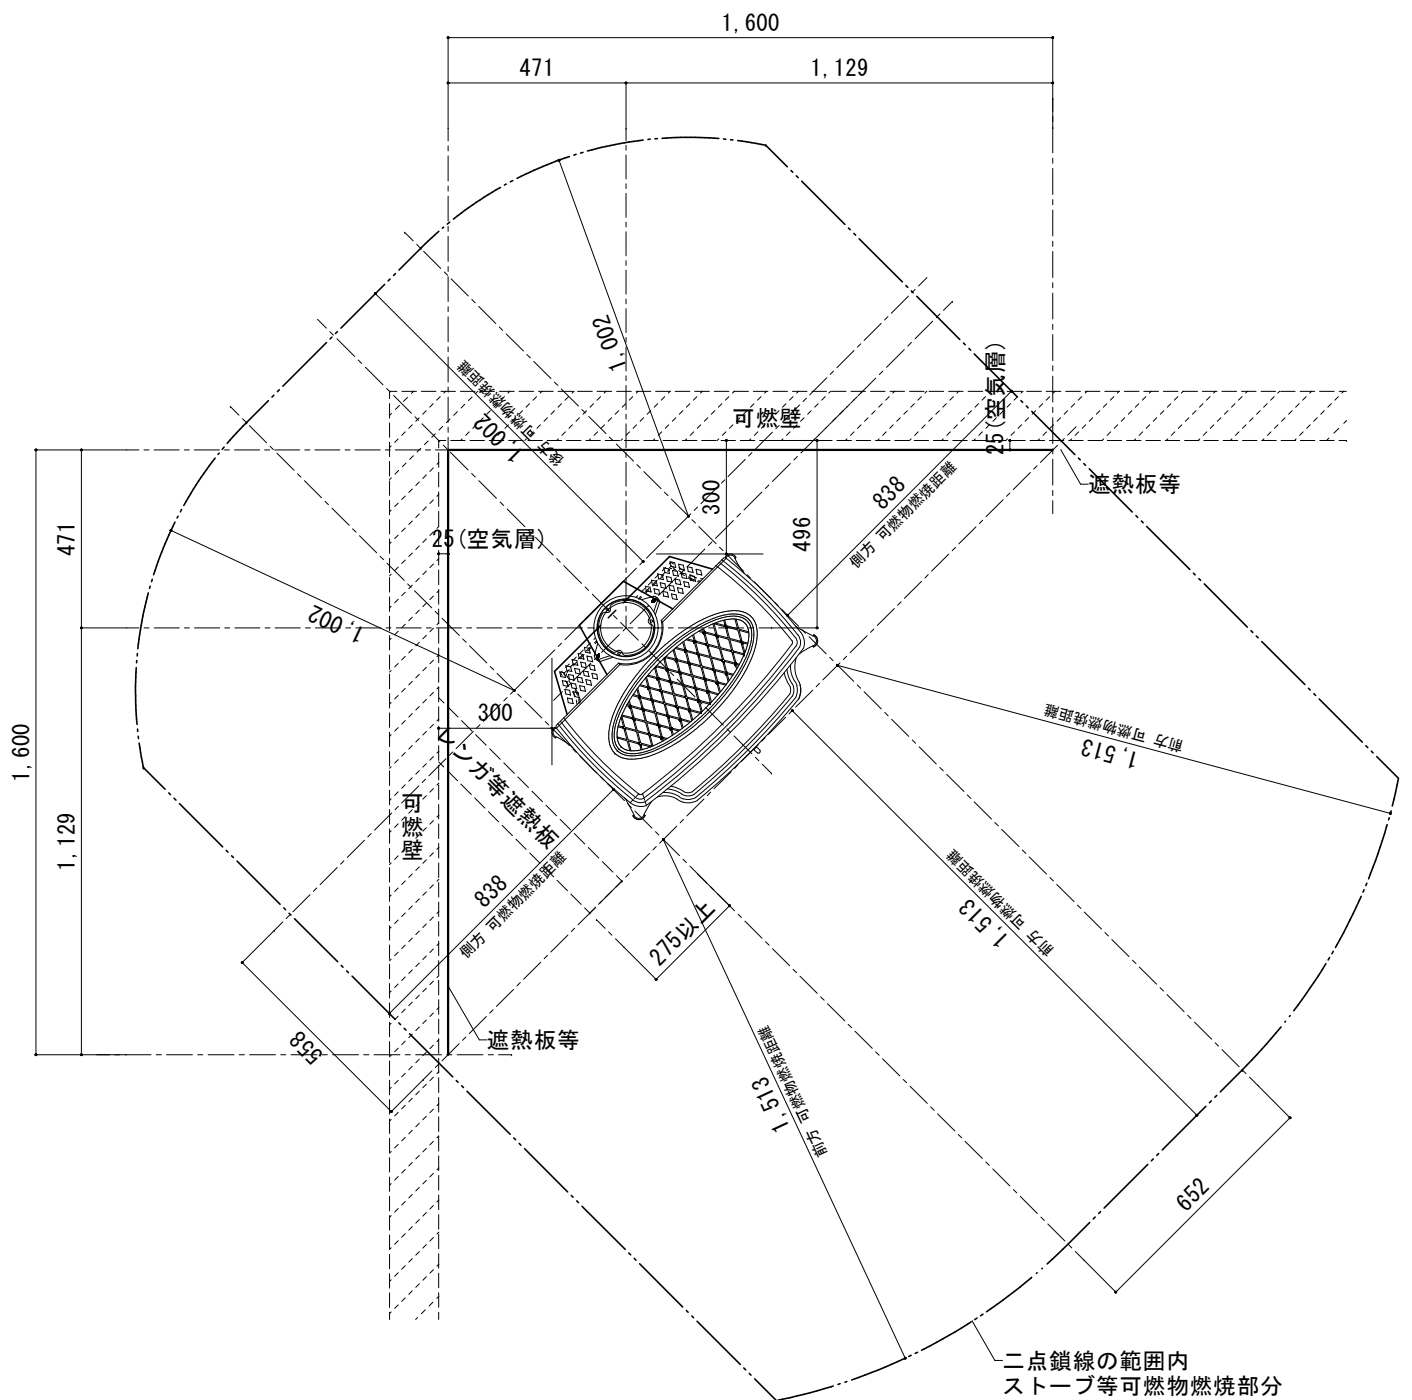 1,600
471
1,129
1,002
後方 可燃物燃焼距離
1,002
25(空気層)
可燃壁
遮熱板等
300
496
838
側方 可燃物燃焼距離
471
25(空気層)
1,002
300
前方 可燃物燃焼距離
1,513
1,600
1,129
可燃壁
レンガ等遮熱板
838
側方 可燃物燃焼距離
275以上
前方 可燃物燃焼距離
1,513
558
遮熱板等
前方 可燃物燃焼距離
1,513
652
二点鎖線の範囲内
ストーブ等可燃物燃焼部分